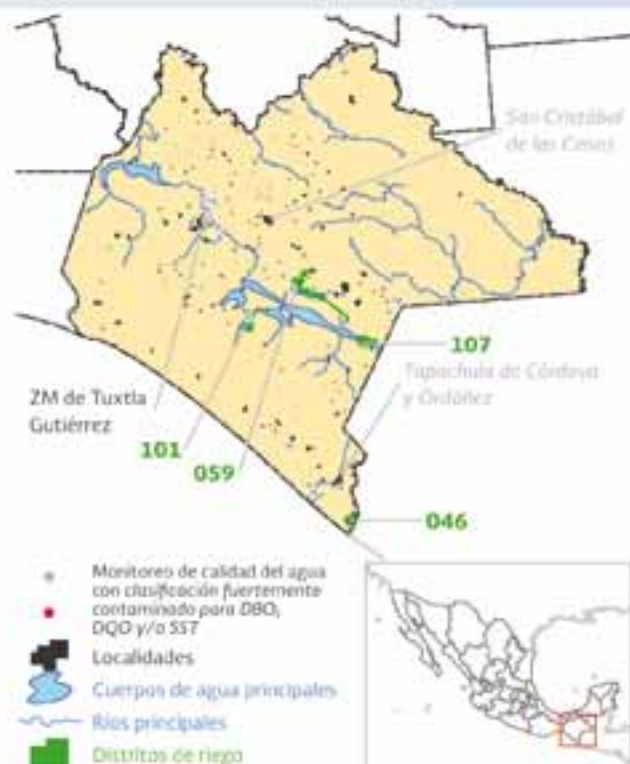 San Cristóbal
de las Casas
107
Tapachula de Córdova
y Ordóñez
ZM de Tuxtla
Gutiérrez
101
059
046
Monitoreo de calidad del agua
con clasificación fuertemente
contaminado para DBO,
DQO y/o SST
Localidades
Cuerpos de agua principales
Ríos principales
Distritos de riego